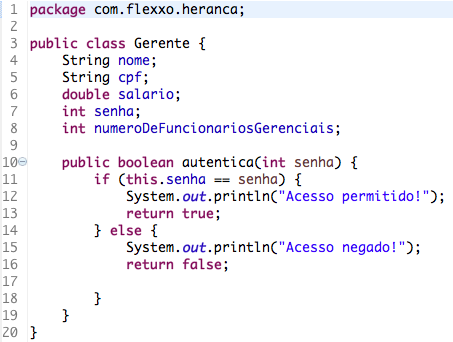 1 package com.flexxo.heranca;
2
3 public class Gerente {
4     String nome;
5     String cpf;
6     double salario;
7     int senha;
8     int numeroDeFuncionariosGerenciais;
9
10     public boolean autentica(int senha) {
11         if (this.senha == senha) {
12             System.out.println("Acesso permitido!");
13             return true;
14         } else {
15             System.out.println("Acesso negado!");
16             return false;
17
18         }
19     }
20 }